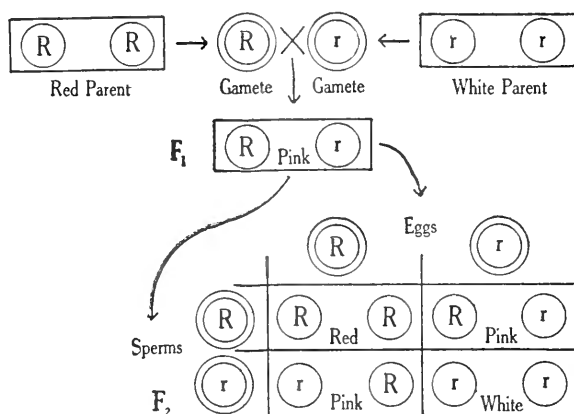 R R R r r r
Red Parent Gamete Gamete White Parent
F₁ R Pink r
Eggs
R r
Sperms R R Red R R Pink r
F₂ r r Pink R r White r